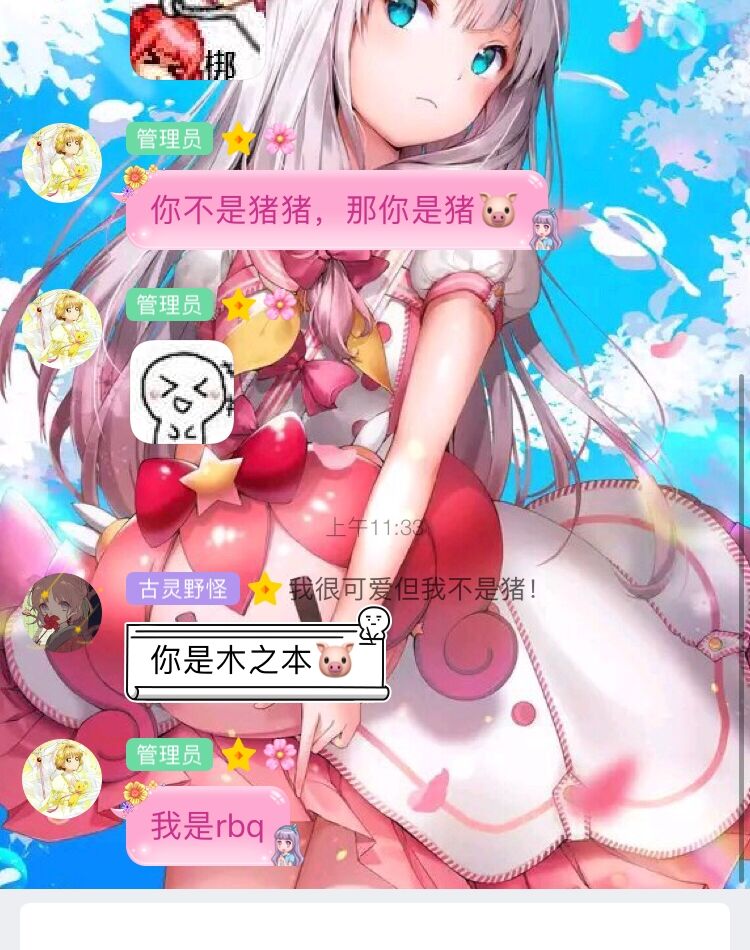 绑
管理员
你不是猪猪，那你是猪🐷
管理员
上午11:33
古灵野怪 我很可爱但我不是猪！
你是木之本🐷
管理员
我是rbq